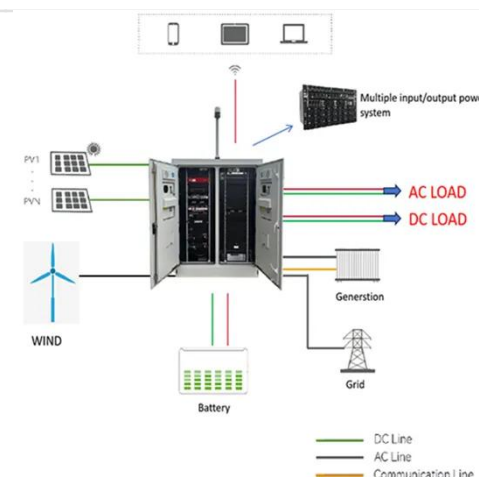 Multiple input/output pow
system
PV1
PVN
AC LOAD
DC LOAD
WIND
Generstion
Grid
Battery
DC Line
AC Line
Communication Line